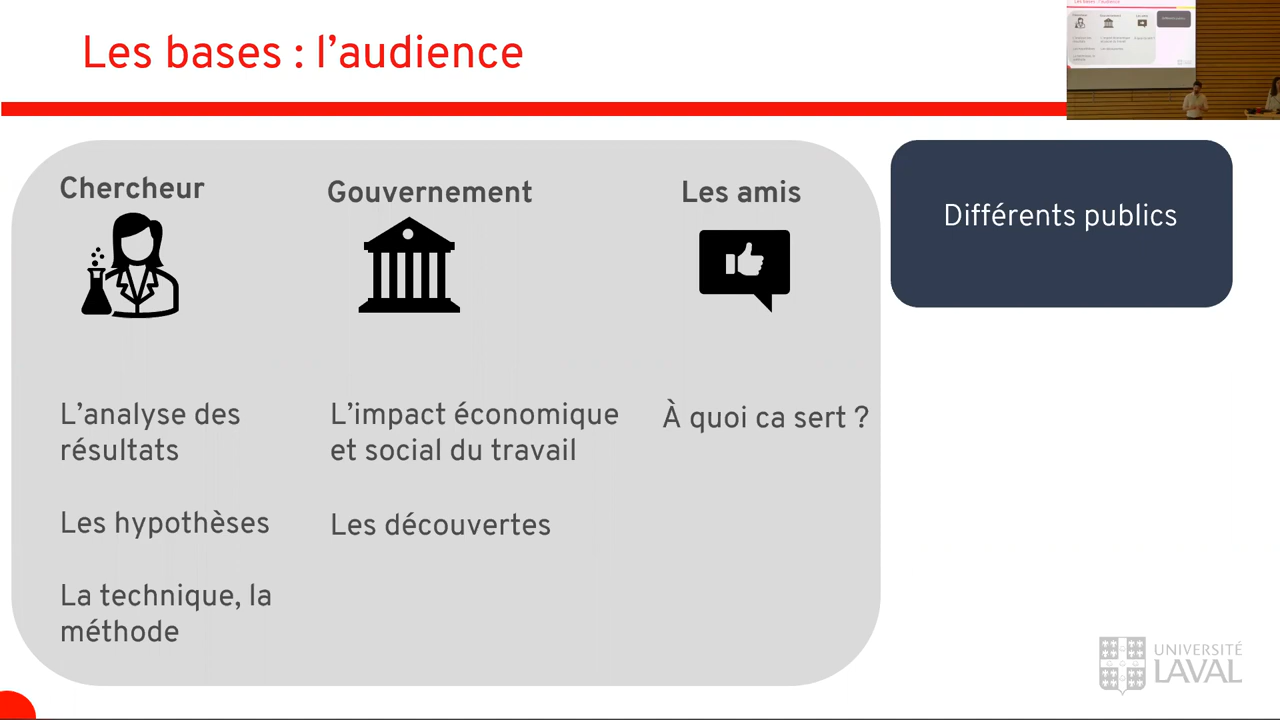 Les bases : l'audience
Chercheur
Gouvernement
Les amis
Différents publics
L'analyse des
résultats
Les hypothèses
La technique, la
méthode
L'impact économique
et social du travail
Les découvertes
À quoi ca sert ?
UNIVERSITÉ
LAVAL